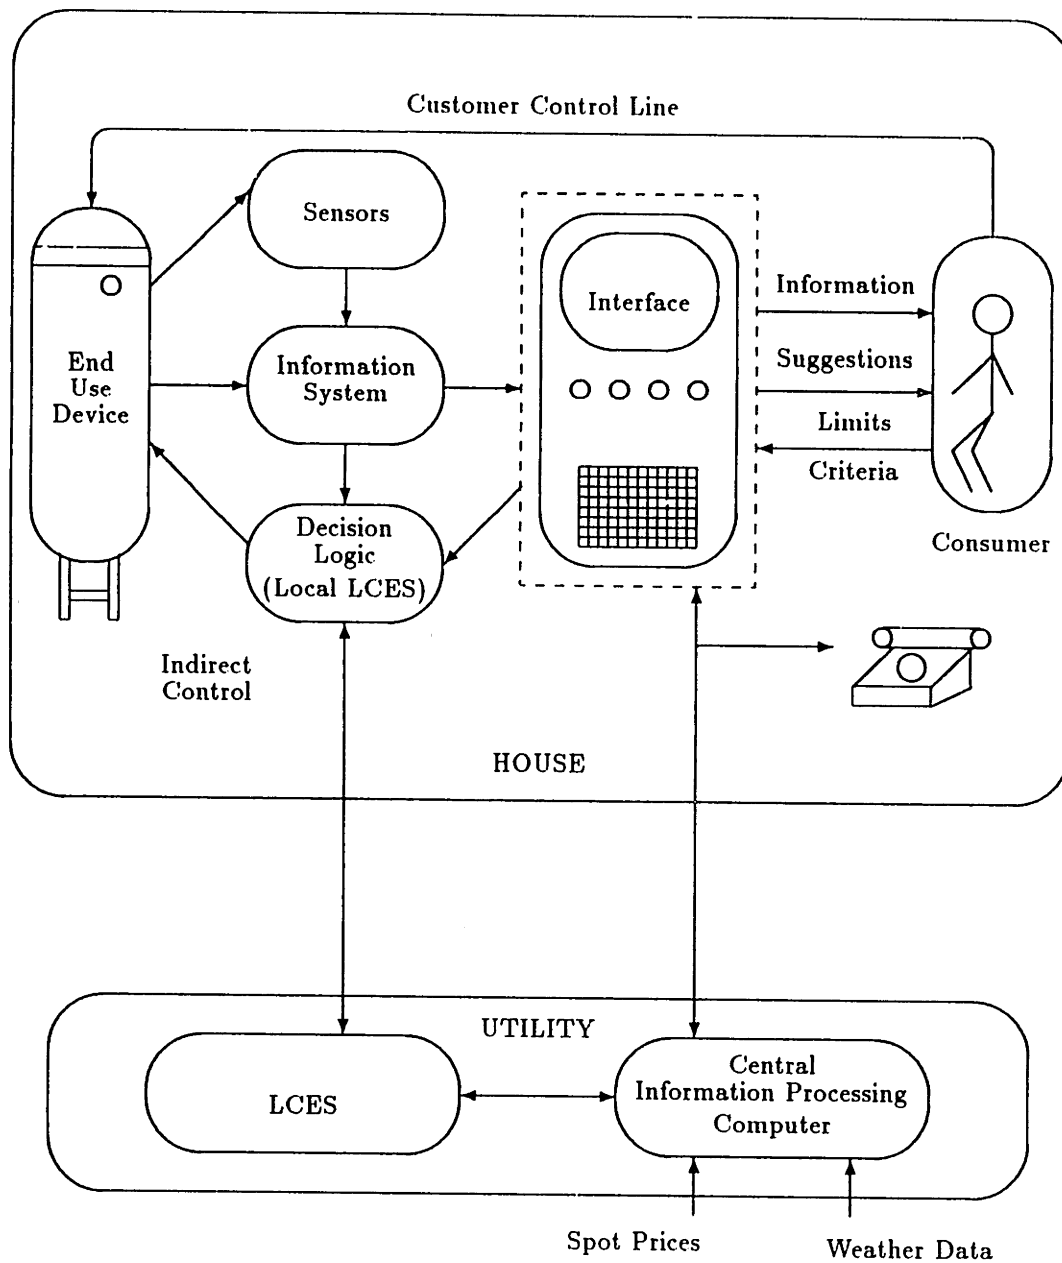 Customer Control Line
Sensors
Interface
Information
End
Use
Device
Information
System
Suggestions
Limits
Criteria
Decision
Logic
(Local LCES)
Consumer
Indirect
Control
HOUSE
UTILITY
LCES
Central
Information Processing
Computer
Spot Prices
Weather Data